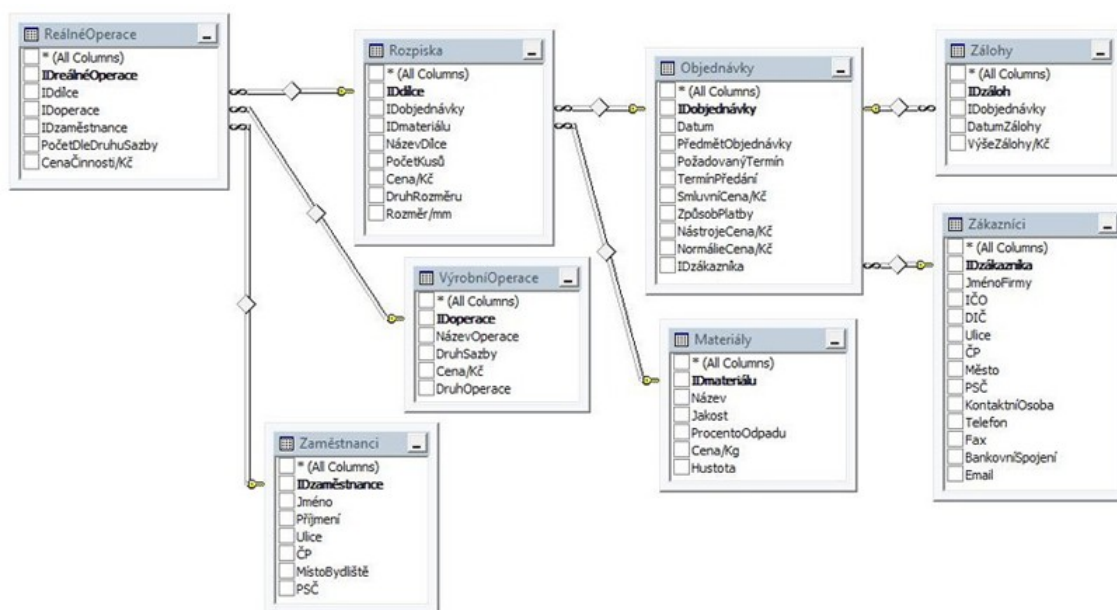 ReálnéOperace
* (All Columns)
IDreálnéOperace
IDdílce
IDoperace
IDzaměstnance
PočetDleDruhuSazby
CenaČinnosti/Kč
Rozpiska
* (All Columns)
IDdílce
IDobjednávky
IDmateriálu
NázevDílce
PočetKusů
Cena/Kč
DruhRozměru
Rozměr/mm
Objednávky
* (All Columns)
IDobjednávky
Datum
PředmětObjednávky
PožadovanýTermín
TermínPředání
SmluvníCena/Kč
ZpůsobPlatby
NástrojeCena/Kč
NormálieCena/Kč
IDzákazníka
Zálohy
* (All Columns)
IDzáloh
IDobjednávky
DatumZálohy
VýšeZálohy/Kč
Zákazníci
* (All Columns)
IDzákazníka
JménoFirmy
IČO
DIČ
Ulice
ČP
Město
PSČ
KontaktníOsoba
Telefon
Fax
BankovníSpojení
Email
VýrobníOperace
* (All Columns)
IDoperace
NázevOperace
DruhSazby
Cena/Kč
DruhOperace
Materiály
* (All Columns)
IDmateriálu
Název
Jakost
ProcentoOdpadu
Cena/Kg
Hustota
Zaměstnanci
* (All Columns)
IDzaměstnance
Jméno
Příjmení
Ulice
ČP
MístoBydliště
PSČ